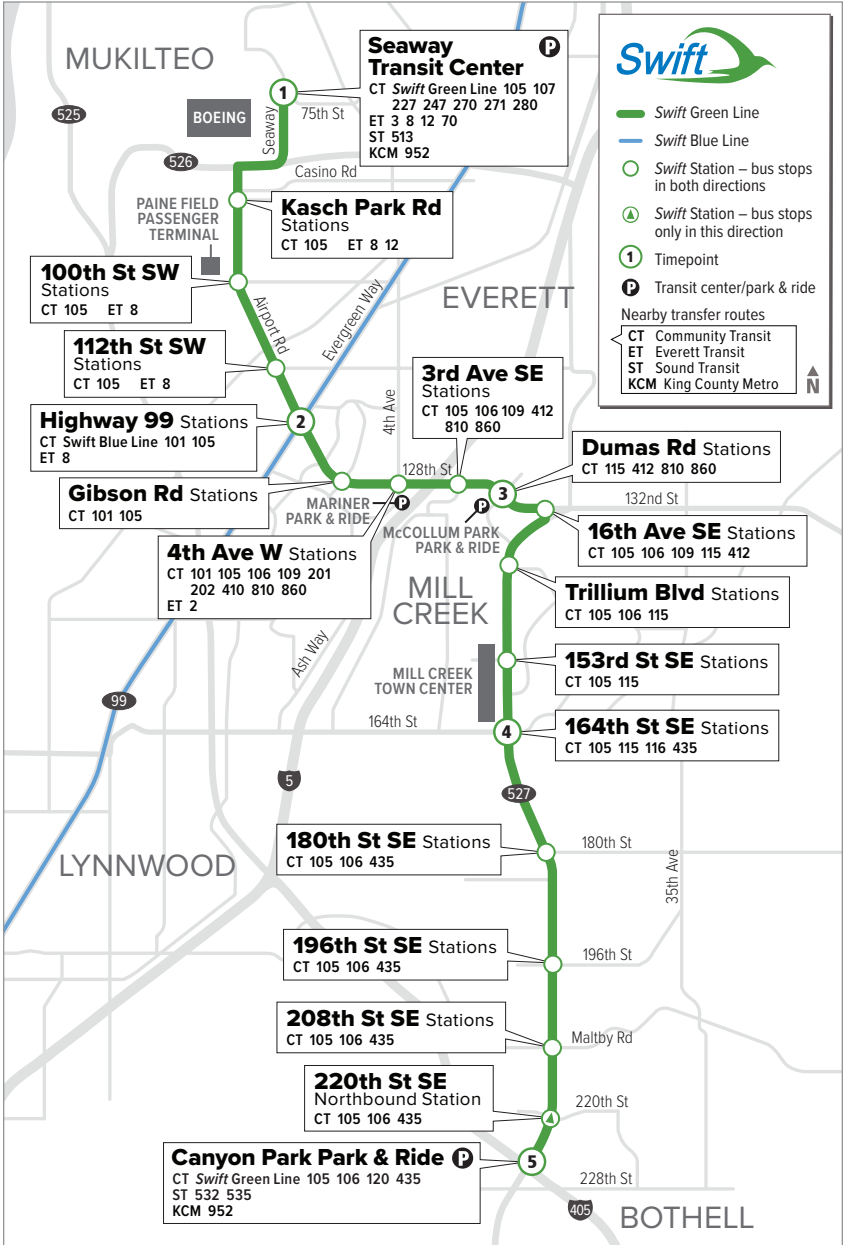 MUKILTEO
525
526
BOEING
Seaway
75th St
Casino Rd
1
Seaway
Transit Center
P
CT Swift Green Line 105 107
227 247 270 271 280
ET 3 8 12 70
ST 513
KCM 952
Swift
Swift Green Line
Swift Blue Line
Swift Station – bus stops
in both directions
Swift Station – bus stops
only in this direction
1 Timepoint
P Transit center/park & ride
Nearby transfer routes
CT Community Transit
ET Everett Transit
ST Sound Transit
KCM King County Metro
N
PAINE FIELD
PASSENGER
TERMINAL
Kasch Park Rd
Stations
CT 105 ET 8 12
100th St SW
Stations
CT 105 ET 8
Airport Rd
Evergreen Way
EVERETT
112th St SW
Stations
CT 105 ET 8
4th Ave
3rd Ave SE
Stations
CT 105 106 109 412
810 860
Highway 99 Stations
CT Swift Blue Line 101 105
ET 8
2
Gibson Rd Stations
CT 101 105
128th St
3
Dumas Rd Stations
CT 115 412 810 860
132nd St
MARINER
PARK & RIDE
P
McCOLLUM PARK
PARK & RIDE
P
16th Ave SE Stations
CT 105 106 109 115 412
4th Ave W Stations
CT 101 105 106 109 201
202 410 810 860
ET 2
MILL
CREEK
Trillium Blvd Stations
CT 105 106 115
Ash Way
MILL CREEK
TOWN CENTER
153rd St SE Stations
CT 105 115
99
164th St
4
164th St SE Stations
CT 105 115 116 435
5
527
LYNNWOOD
180th St SE Stations
CT 105 106 435
180th St
35th Ave
196th St SE Stations
CT 105 106 435
196th St
208th St SE Stations
CT 105 106 435
Maltby Rd
220th St SE
Northbound Station
CT 105 106 435
220th St
Canyon Park Park & Ride P
CT Swift Green Line 105 106 120 435
ST 532 535
KCM 952
5
228th St
405
BOTHELL